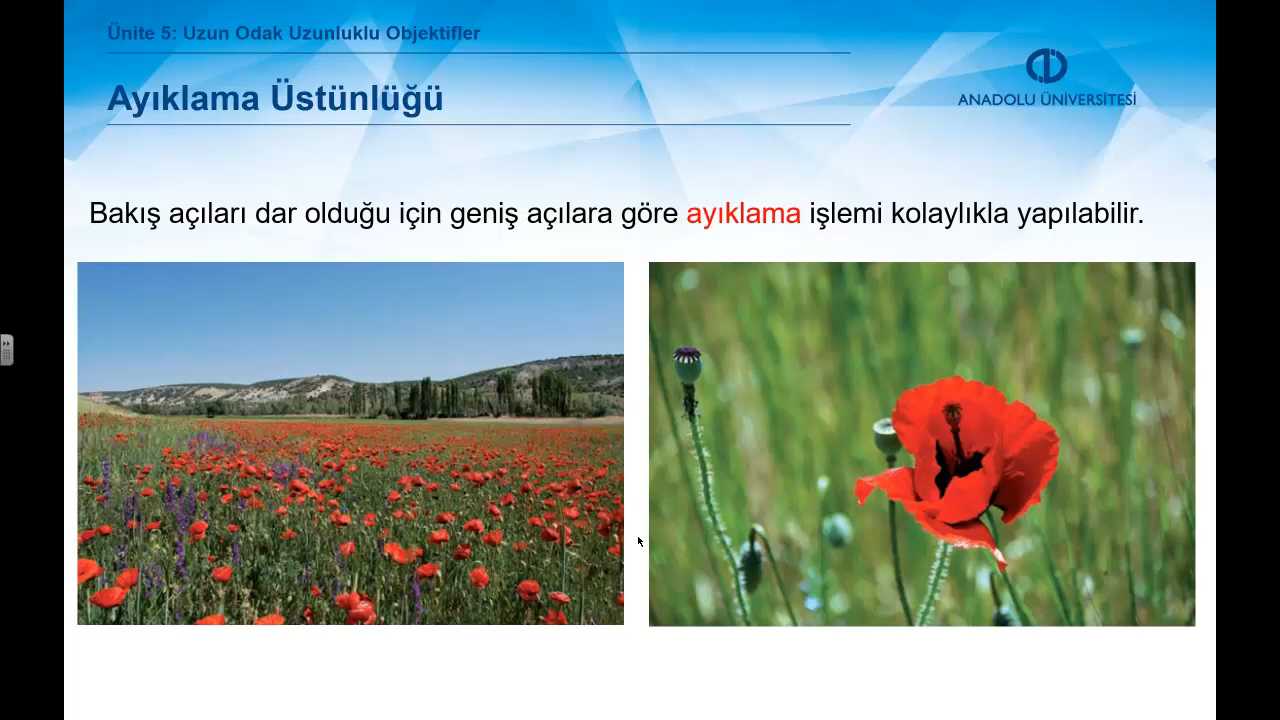 Ünite 5: Uzun Odak Uzunluklu Objektifler
Ayıklama Üstünlüğü
ANADOLU ÜNİVERSİTESİ
Bakış açıları dar olduğu için geniş açılara göre ayıklama işlemi kolaylıkla yapılabilir.